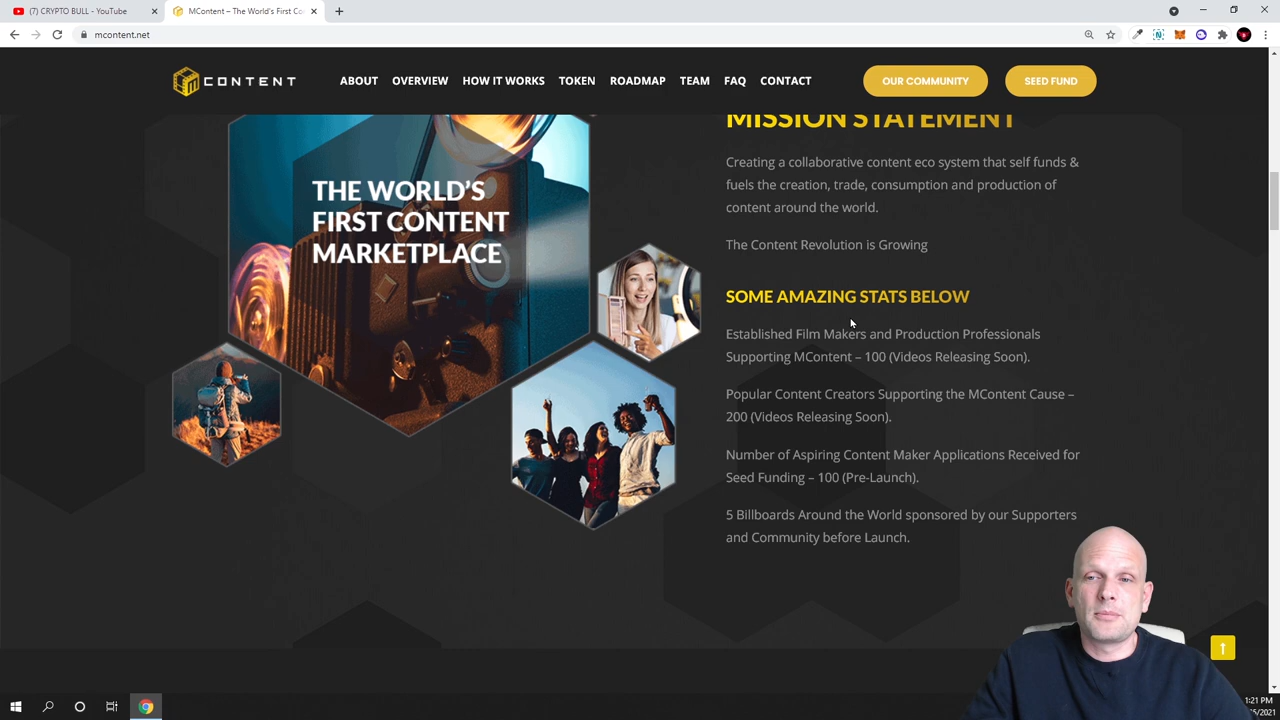 (7) CRYPTO BULL - YouTube
MContent – The World's First Co
mcontent.net
CONTENT
ABOUT
OVERVIEW
HOW IT WORKS
TOKEN
ROADMAP
TEAM
FAQ
CONTACT
OUR COMMUNITY
SEED FUND
THE WORLD'S
FIRST CONTENT
MARKETPLACE
MISSION STATEMENT
Creating a collaborative content eco system that self funds &
fuels the creation, trade, consumption and production of
content around the world.
The Content Revolution is Growing
SOME AMAZING STATS BELOW
Established Film Makers and Production Professionals
Supporting MContent – 100 (Videos Releasing Soon).
Popular Content Creators Supporting the MContent Cause –
200 (Videos Releasing Soon).
Number of Aspiring Content Maker Applications Received for
Seed Funding – 100 (Pre-Launch).
5 Billboards Around the World sponsored by our Supporters
and Community before Launch.
1:21 PM